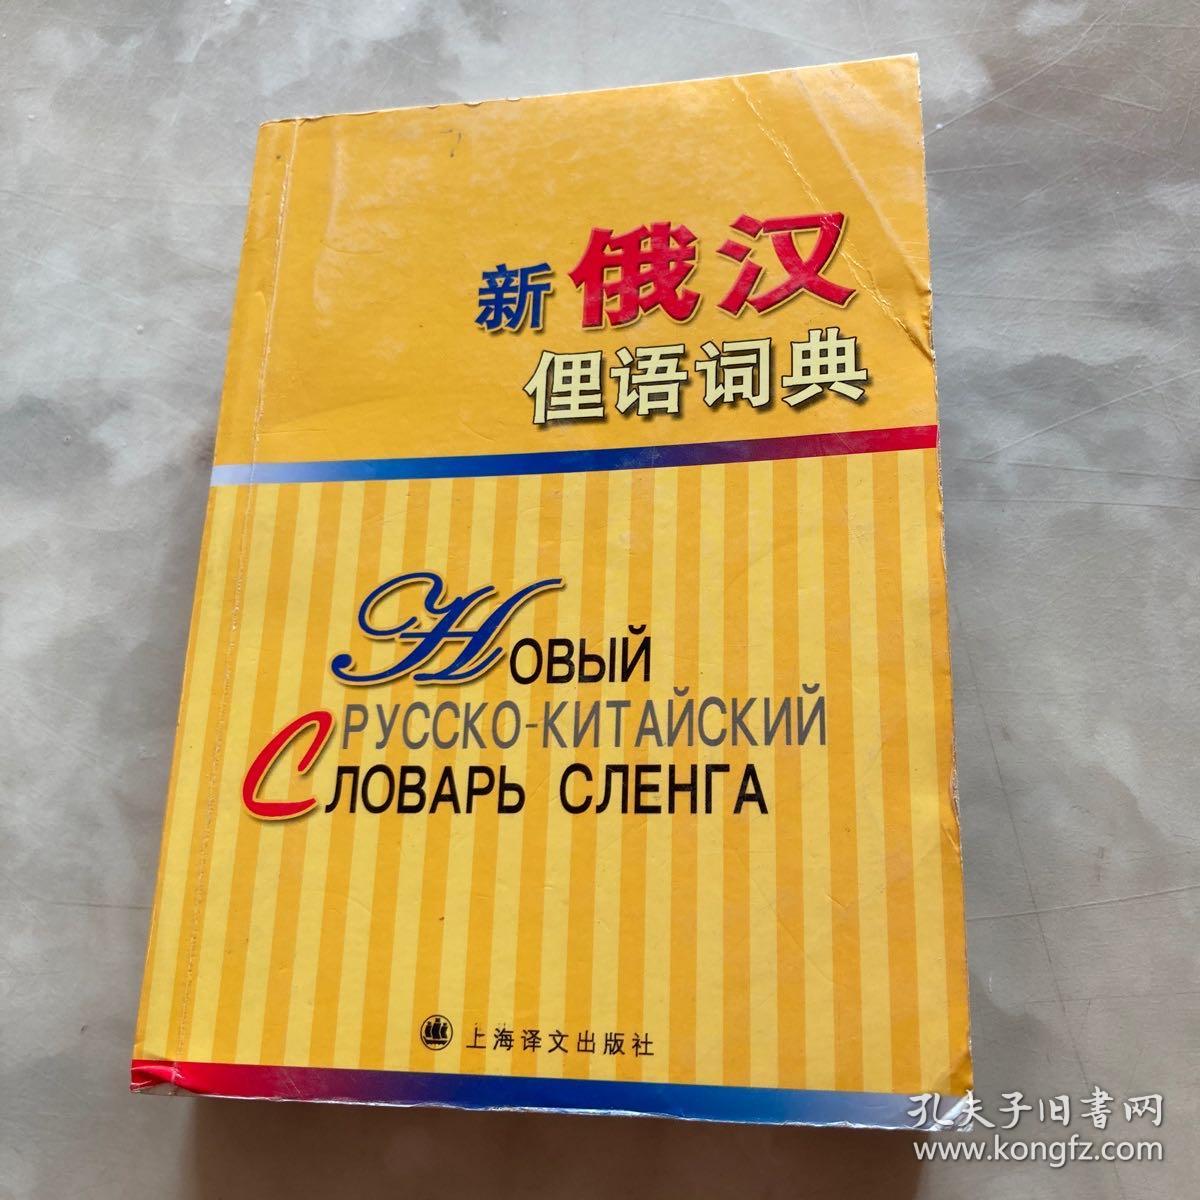 新 俄汉
俚语词典
Новый
РУССКО-КИТАЙСКИЙ
СЛОВАРЬ СЛЕНГА
上海译文出版社
孔夫子旧書网
www.kongfz.com